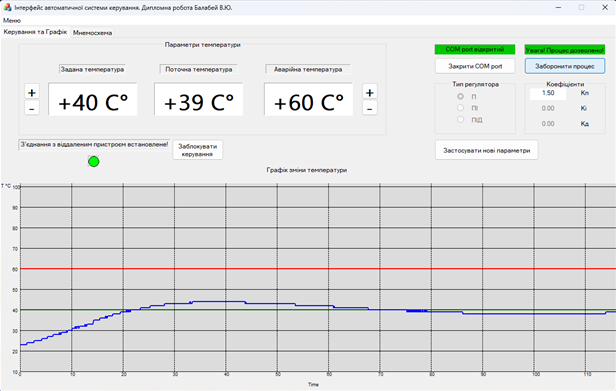 Інтерфейс автоматичної системи керування. Дипломна робота Балабей В.Ю.
Меню
Керування та Графік Мнемосхема
Параметри температури
Задана температура Поточна температура Аварійна температура
+40 C° +39 C° +60 C°
+ - + -
З'єднання з віддаленим пристроєм встановлене!
Заблокувати
керування
COM port відкритий Увага! Процес дозволено!
Закрити COM port Заборонити процес
Тип регулятора Коефіцієнти
П 1.50 Кп
ПІ 0.00 Кі
ПІД 0.00 Кд
Застосувати нові параметри
Графік зміни температури
T °C
100
90
80
70
60
50
40
30
20
10
0 10 20 30 40 50 60 70 80 90 100 110
Time